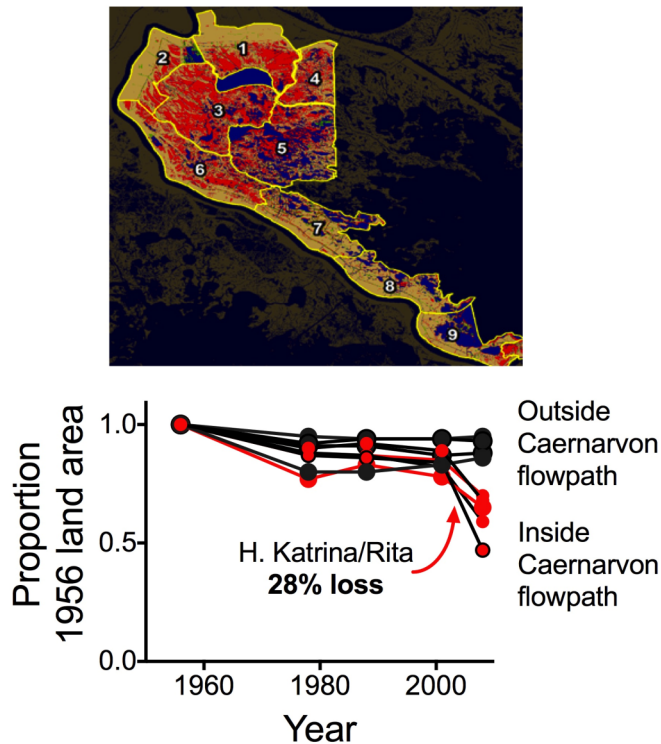 1
2
4
3
5
6
7
8
9
Proportion
1956 land area
1.0
0.5
0.0
Outside
Caernarvon
flowpath
H. Katrina/Rita
28% loss
Inside
Caernarvon
flowpath
1960
1980
2000
Year